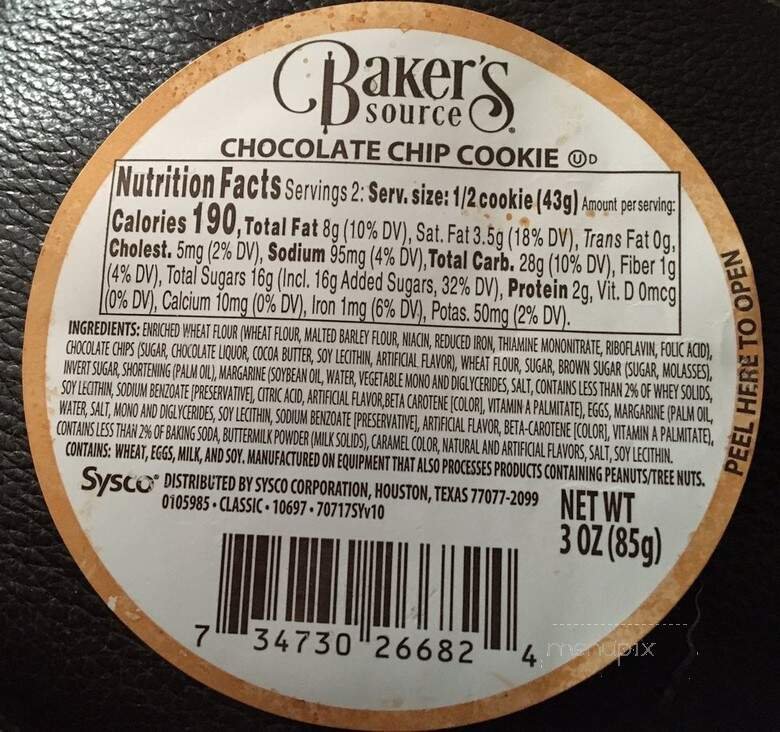 BAKER'S
SOURCE®
CHOCOLATE CHIP COOKIE ⓊD
Nutrition Facts Servings 2: Serv. size: 1/2 cookie (43g) Amount per serving:
Calories 190, Total Fat 8g (10% DV), Sat. Fat 3.5g (18% DV), Trans Fat 0g,
Cholest. 5mg (2% DV), Sodium 95mg (4% DV), Total Carb. 28g (10% DV), Fiber 1g
(4% DV), Total Sugars 16g (Incl. 16g Added Sugars, 32% DV), Protein 2g, Vit. D 0mcg
(0% DV), Calcium 10mg (0% DV), Iron 1mg (6% DV), Potas. 50mg (2% DV).
INGREDIENTS: ENRICHED WHEAT FLOUR (WHEAT FLOUR, MALTED BARLEY FLOUR, NIACIN, REDUCED IRON, THIAMINE MONONITRATE, RIBOFLAVIN, FOLIC ACID),
CHOCOLATE CHIPS (SUGAR, CHOCOLATE LIQUOR, COCOA BUTTER, SOY LECITHIN, ARTIFICIAL FLAVOR), WHEAT FLOUR, SUGAR, BROWN SUGAR (SUGAR, MOLASSES),
INVERT SUGAR, SHORTENING (PALM OIL), MARGARINE (SOYBEAN OIL, WATER, VEGETABLE MONO AND DIGLYCERIDES, SALT, CONTAINS LESS THAN 2% OF WHEY SOLIDS,
SOY LECITHIN, SODIUM BENZOATE [PRESERVATIVE], CITRIC ACID, ARTIFICIAL FLAVOR,BETA CAROTENE [COLOR], VITAMIN A PALMITATE), EGGS, MARGARINE (PALM OIL,
WATER, SALT, MONO AND DIGLYCERIDES, SOY LECITHIN, SODIUM BENZOATE [PRESERVATIVE], ARTIFICIAL FLAVOR, BETA-CAROTENE [COLOR], VITAMIN A PALMITATE),
CONTAINS LESS THAN 2% OF BAKING SODA, BUTTERMILK POWDER (MILK SOLIDS), CARAMEL COLOR, NATURAL AND ARTIFICIAL FLAVORS, SALT, SOY LECITHIN.
CONTAINS: WHEAT, EGGS, MILK, AND SOY. MANUFACTURED ON EQUIPMENT THAT ALSO PROCESSES PRODUCTS CONTAINING PEANUTS/TREE NUTS.
Sysco® DISTRIBUTED BY SYSCO CORPORATION, HOUSTON, TEXAS 77077-2099
0105985 • CLASSIC • 10697 • 70717SYv10
NET WT
3 OZ (85g)
7 34730 26682 4
PEEL HERE TO OPEN
menupix